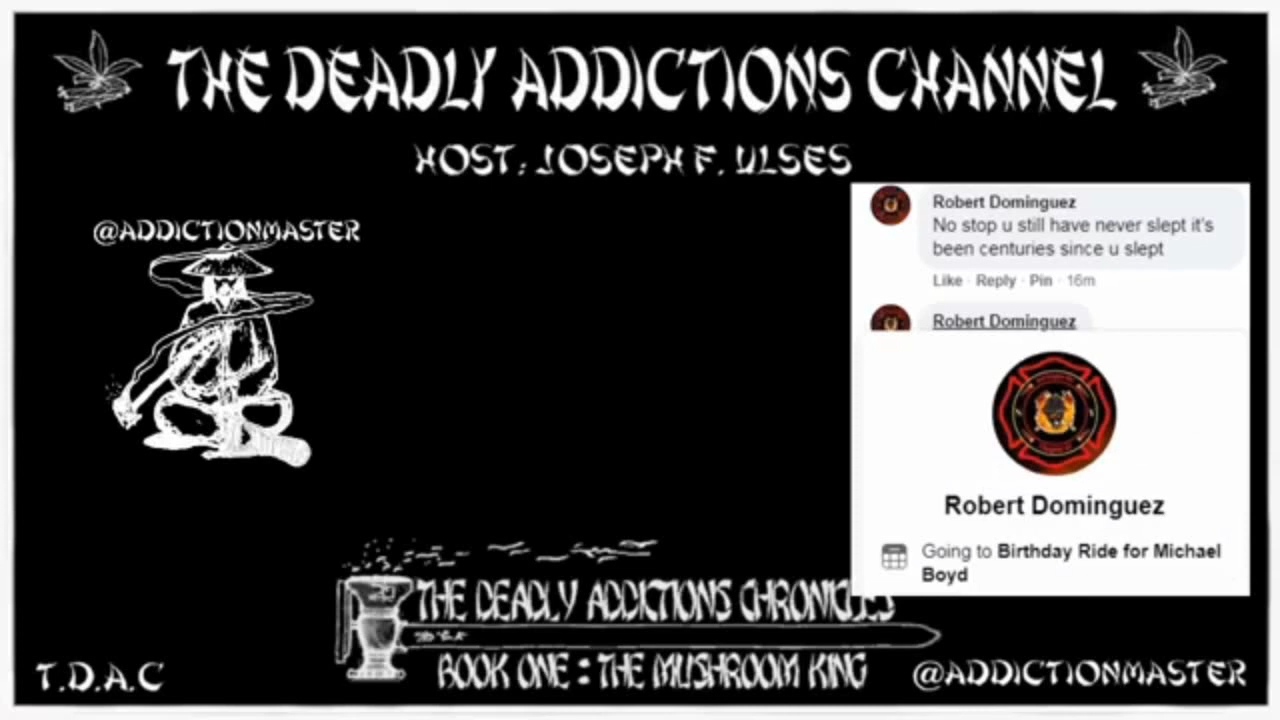 THE DEADLY ADDICTIONS CHANNEL
HOST: JOSEPH F. ULSES
@ADDICTIONMASTER
Robert Dominguez
No stop u still have never slept it's
been centuries since u slept
Like · Reply · Pin · 16m
Robert Dominguez
Robert Dominguez
Going to Birthday Ride for Michael
Boyd
THE DEADLY ADDICTIONS CHRONICLES
BOOK ONE : THE MUSHROOM KING
T.D.A.C
@ADDICTIONMASTER